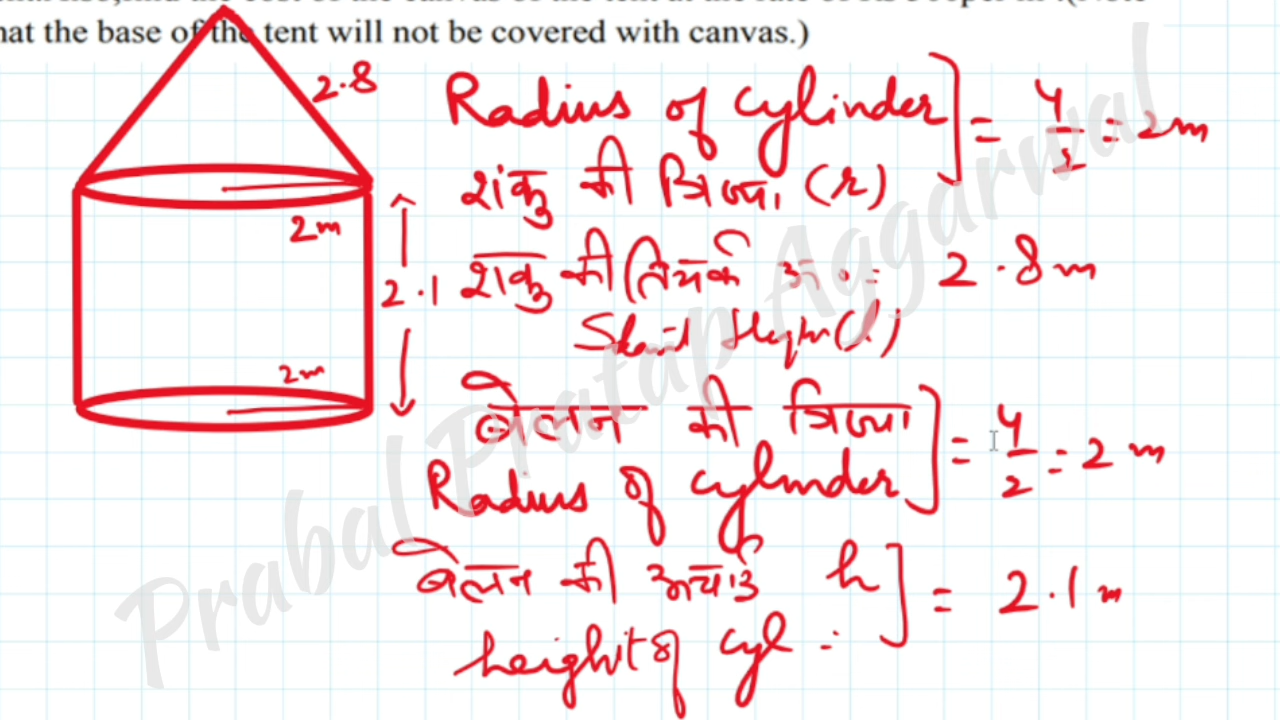 hat the base of the tent will not be covered with canvas.)
2.8
2m
2.1
2m
Radius of cylinder ] = 4/2 = 2m
शंकु की त्रिज्या (r)
शंकु की तिर्यक ऊ० = 2.8m
Slant Height (l)
बेलन की त्रिज्या
Radius of cylinder ] = 4/2 = 2 m
बेलन की ऊंचाई h ] = 2.1 m
height of cyl =
Prabal Pratap Aggarwal